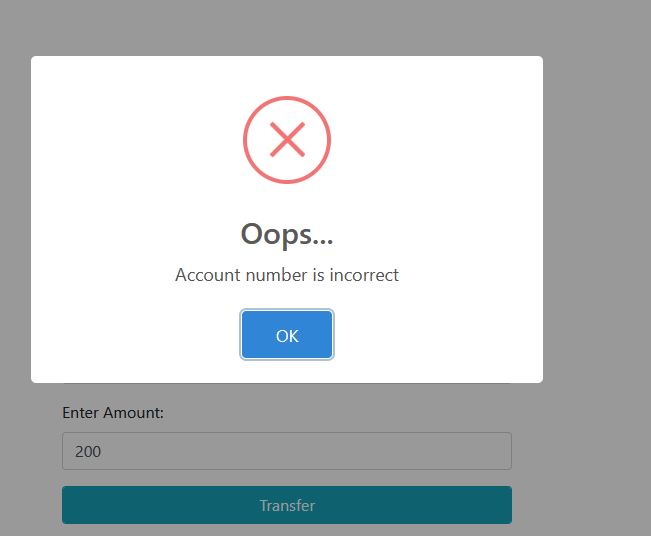 Oops...
Account number is incorrect
OK
Enter Amount:
200
Transfer